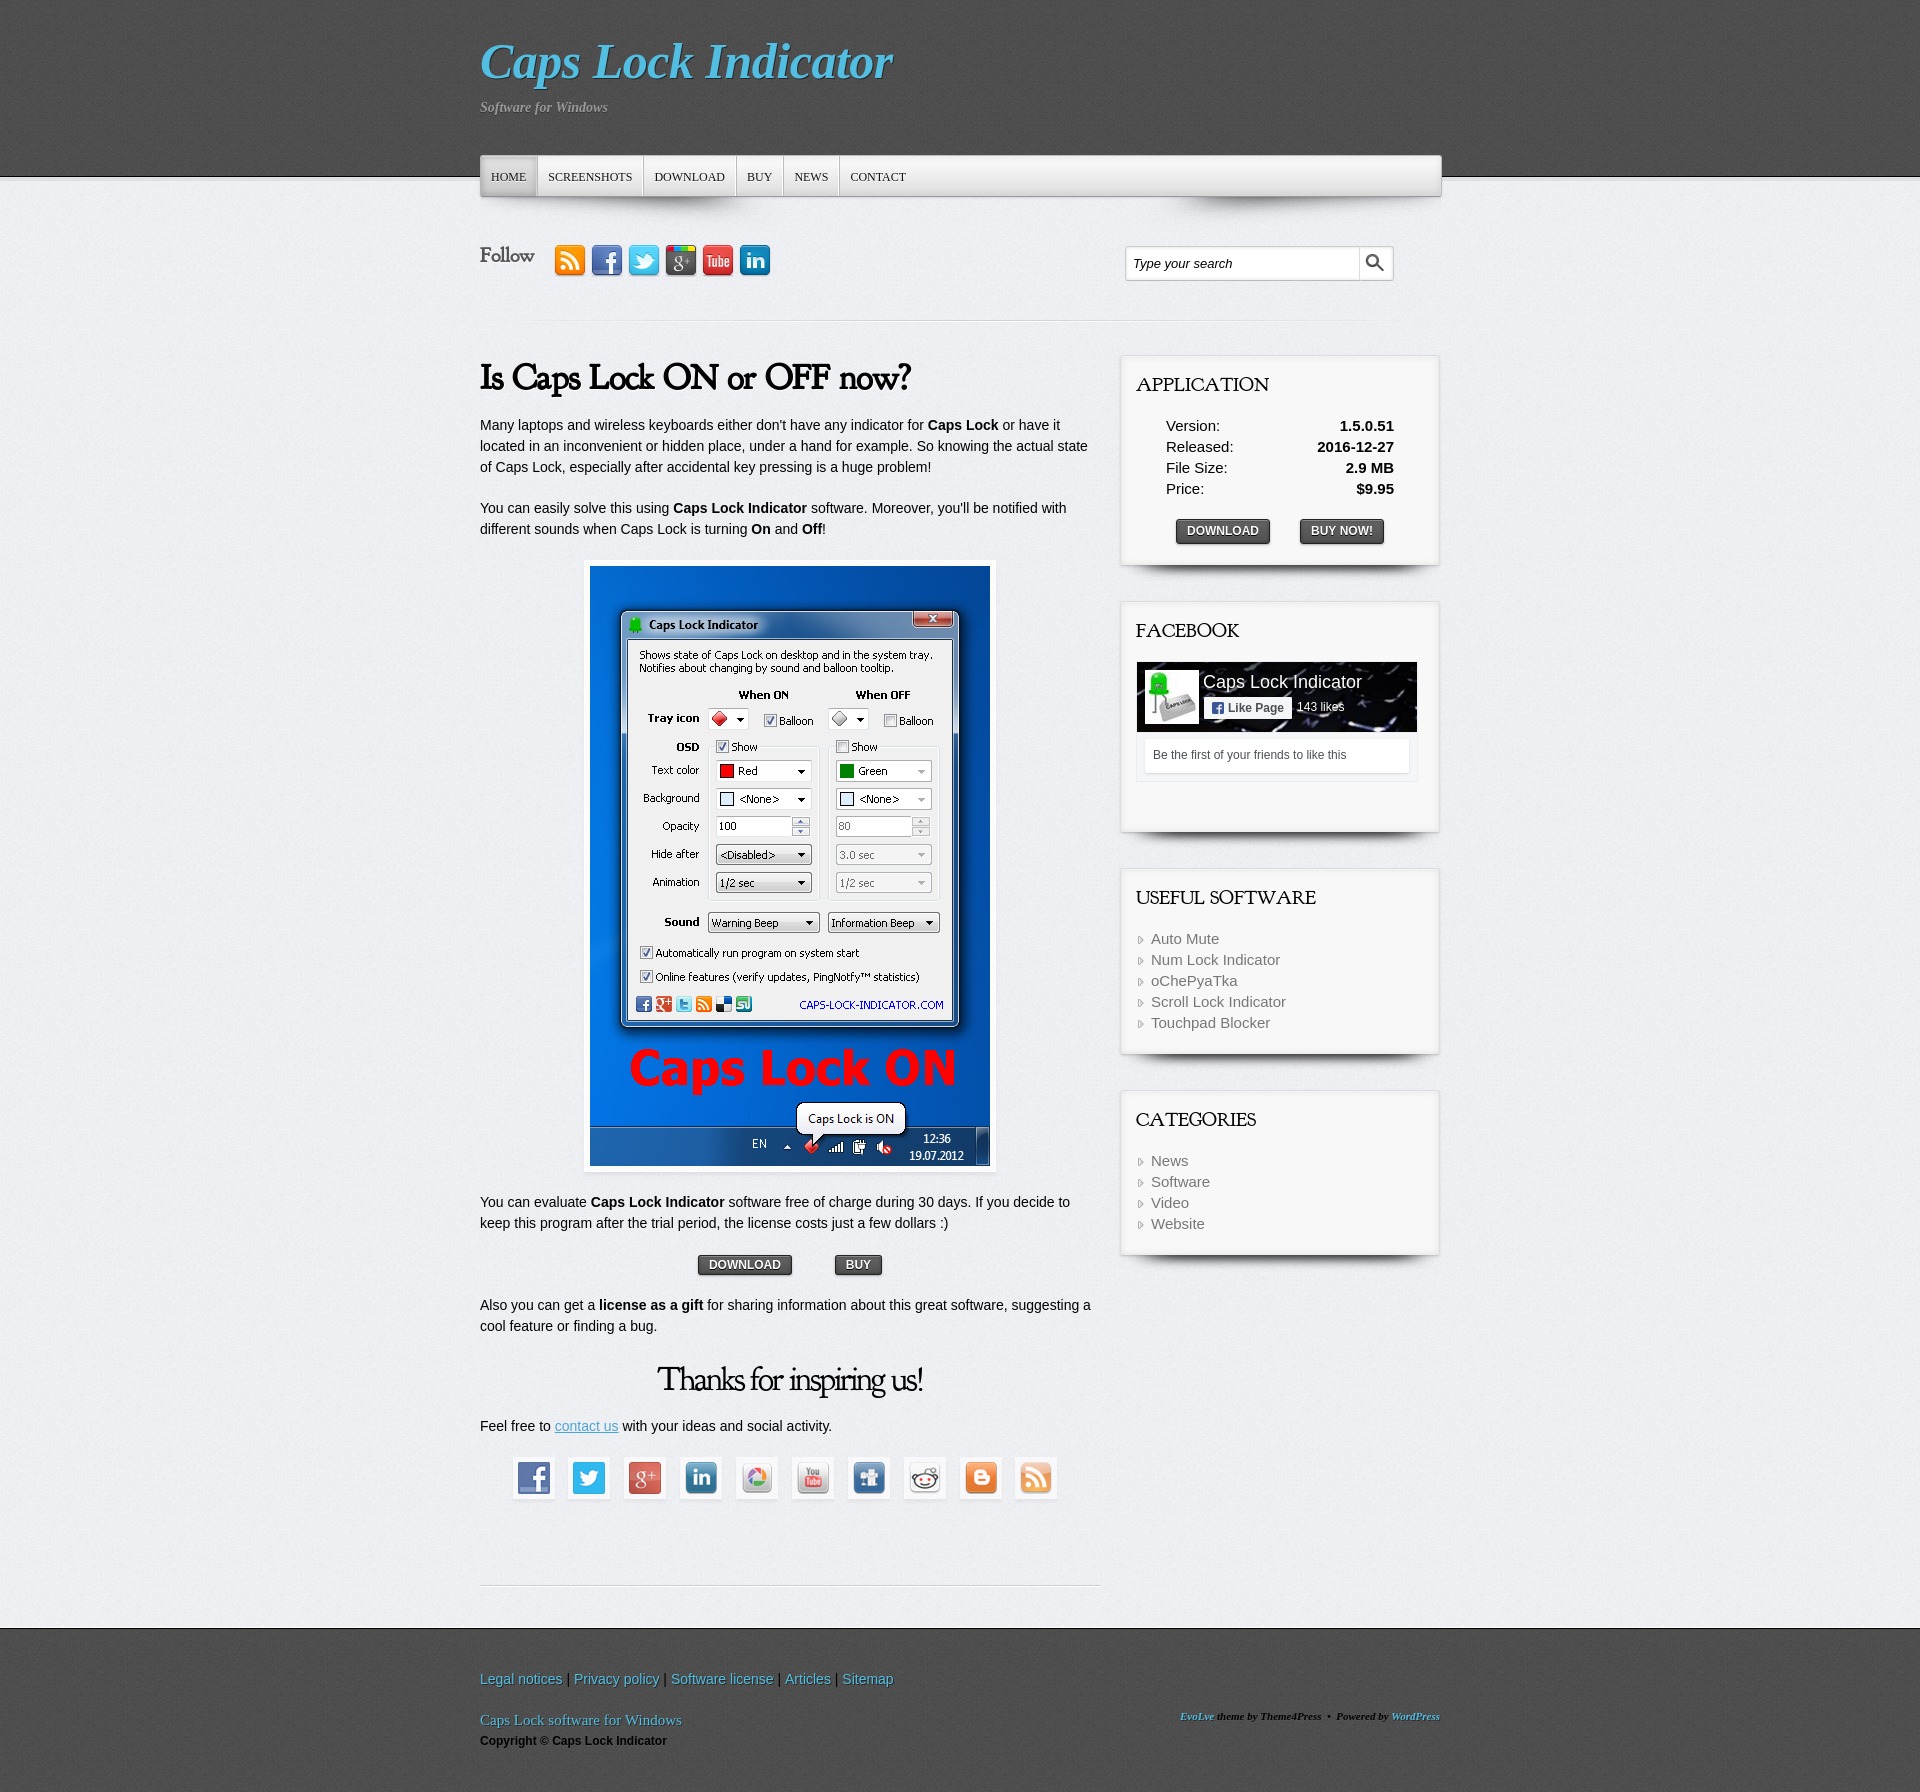 Caps Lock Indicator
Software for Windows
HOME SCREENSHOTS DOWNLOAD BUY NEWS CONTACT
Follow
Tube
Type your search
Is Caps Lock ON or OFF now?
Many laptops and wireless keyboards either don't have any indicator for Caps Lock or have it
located in an inconvenient or hidden place, under a hand for example. So knowing the actual state
of Caps Lock, especially after accidental key pressing is a huge problem!
You can easily solve this using Caps Lock Indicator software. Moreover, you'll be notified with
different sounds when Caps Lock is turning On and Off!
Caps Lock Indicator
Shows state of Caps Lock on desktop and in the system tray.
Notifies about changing by sound and balloon tooltip.
When ON When OFF
Tray icon Balloon Balloon
OSD Show Show
Text color Red Green
Background <None> <None>
Opacity 100 80
Hide after <Disabled> 3.0 sec
Animation 1/2 sec 1/2 sec
Sound Warning Beep Information Beep
Automatically run program on system start
Online features (verify updates, PingNotfy™ statistics)
CAPS-LOCK-INDICATOR.COM
Caps Lock ON
Caps Lock is ON
EN 12:36
19.07.2012
You can evaluate Caps Lock Indicator software free of charge during 30 days. If you decide to
keep this program after the trial period, the license costs just a few dollars :)
DOWNLOAD BUY
Also you can get a license as a gift for sharing information about this great software, suggesting a
cool feature or finding a bug.
Thanks for inspiring us!
Feel free to contact us with your ideas and social activity.
You
Tube
APPLICATION
Version: 1.5.0.51
Released: 2016-12-27
File Size: 2.9 MB
Price: $9.95
DOWNLOAD BUY NOW!
FACEBOOK
Caps Lock Indicator
Like Page 143 likes
CAPS LOCK
Be the first of your friends to like this
USEFUL SOFTWARE
Auto Mute
Num Lock Indicator
oChePyaTka
Scroll Lock Indicator
Touchpad Blocker
CATEGORIES
News
Software
Video
Website
Legal notices | Privacy policy | Software license | Articles | Sitemap
Caps Lock software for Windows
Copyright © Caps Lock Indicator
EvoLve theme by Theme4Press • Powered by WordPress